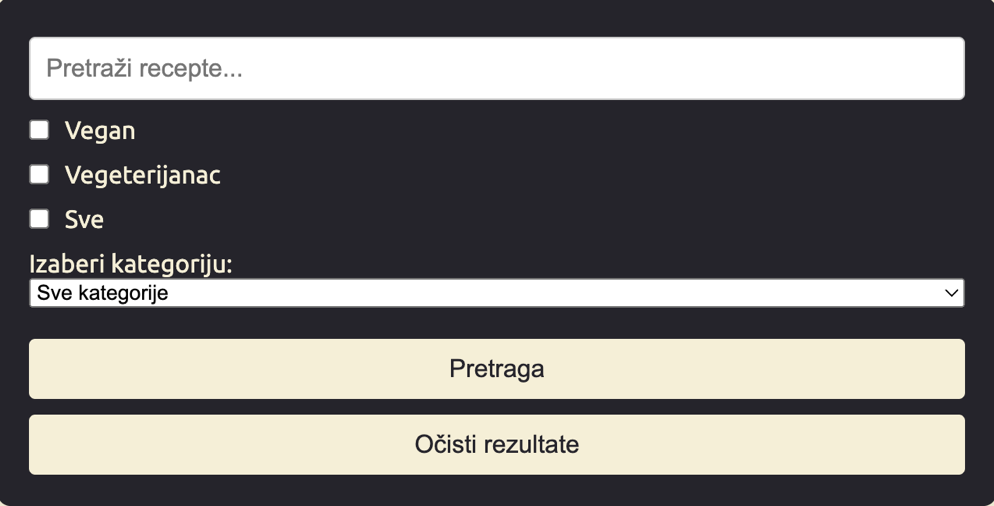 Pretraži recepte...
Vegan
Vegeterijanac
Sve
Izaberi kategoriju:
Sve kategorije
Pretraga
Očisti rezultate